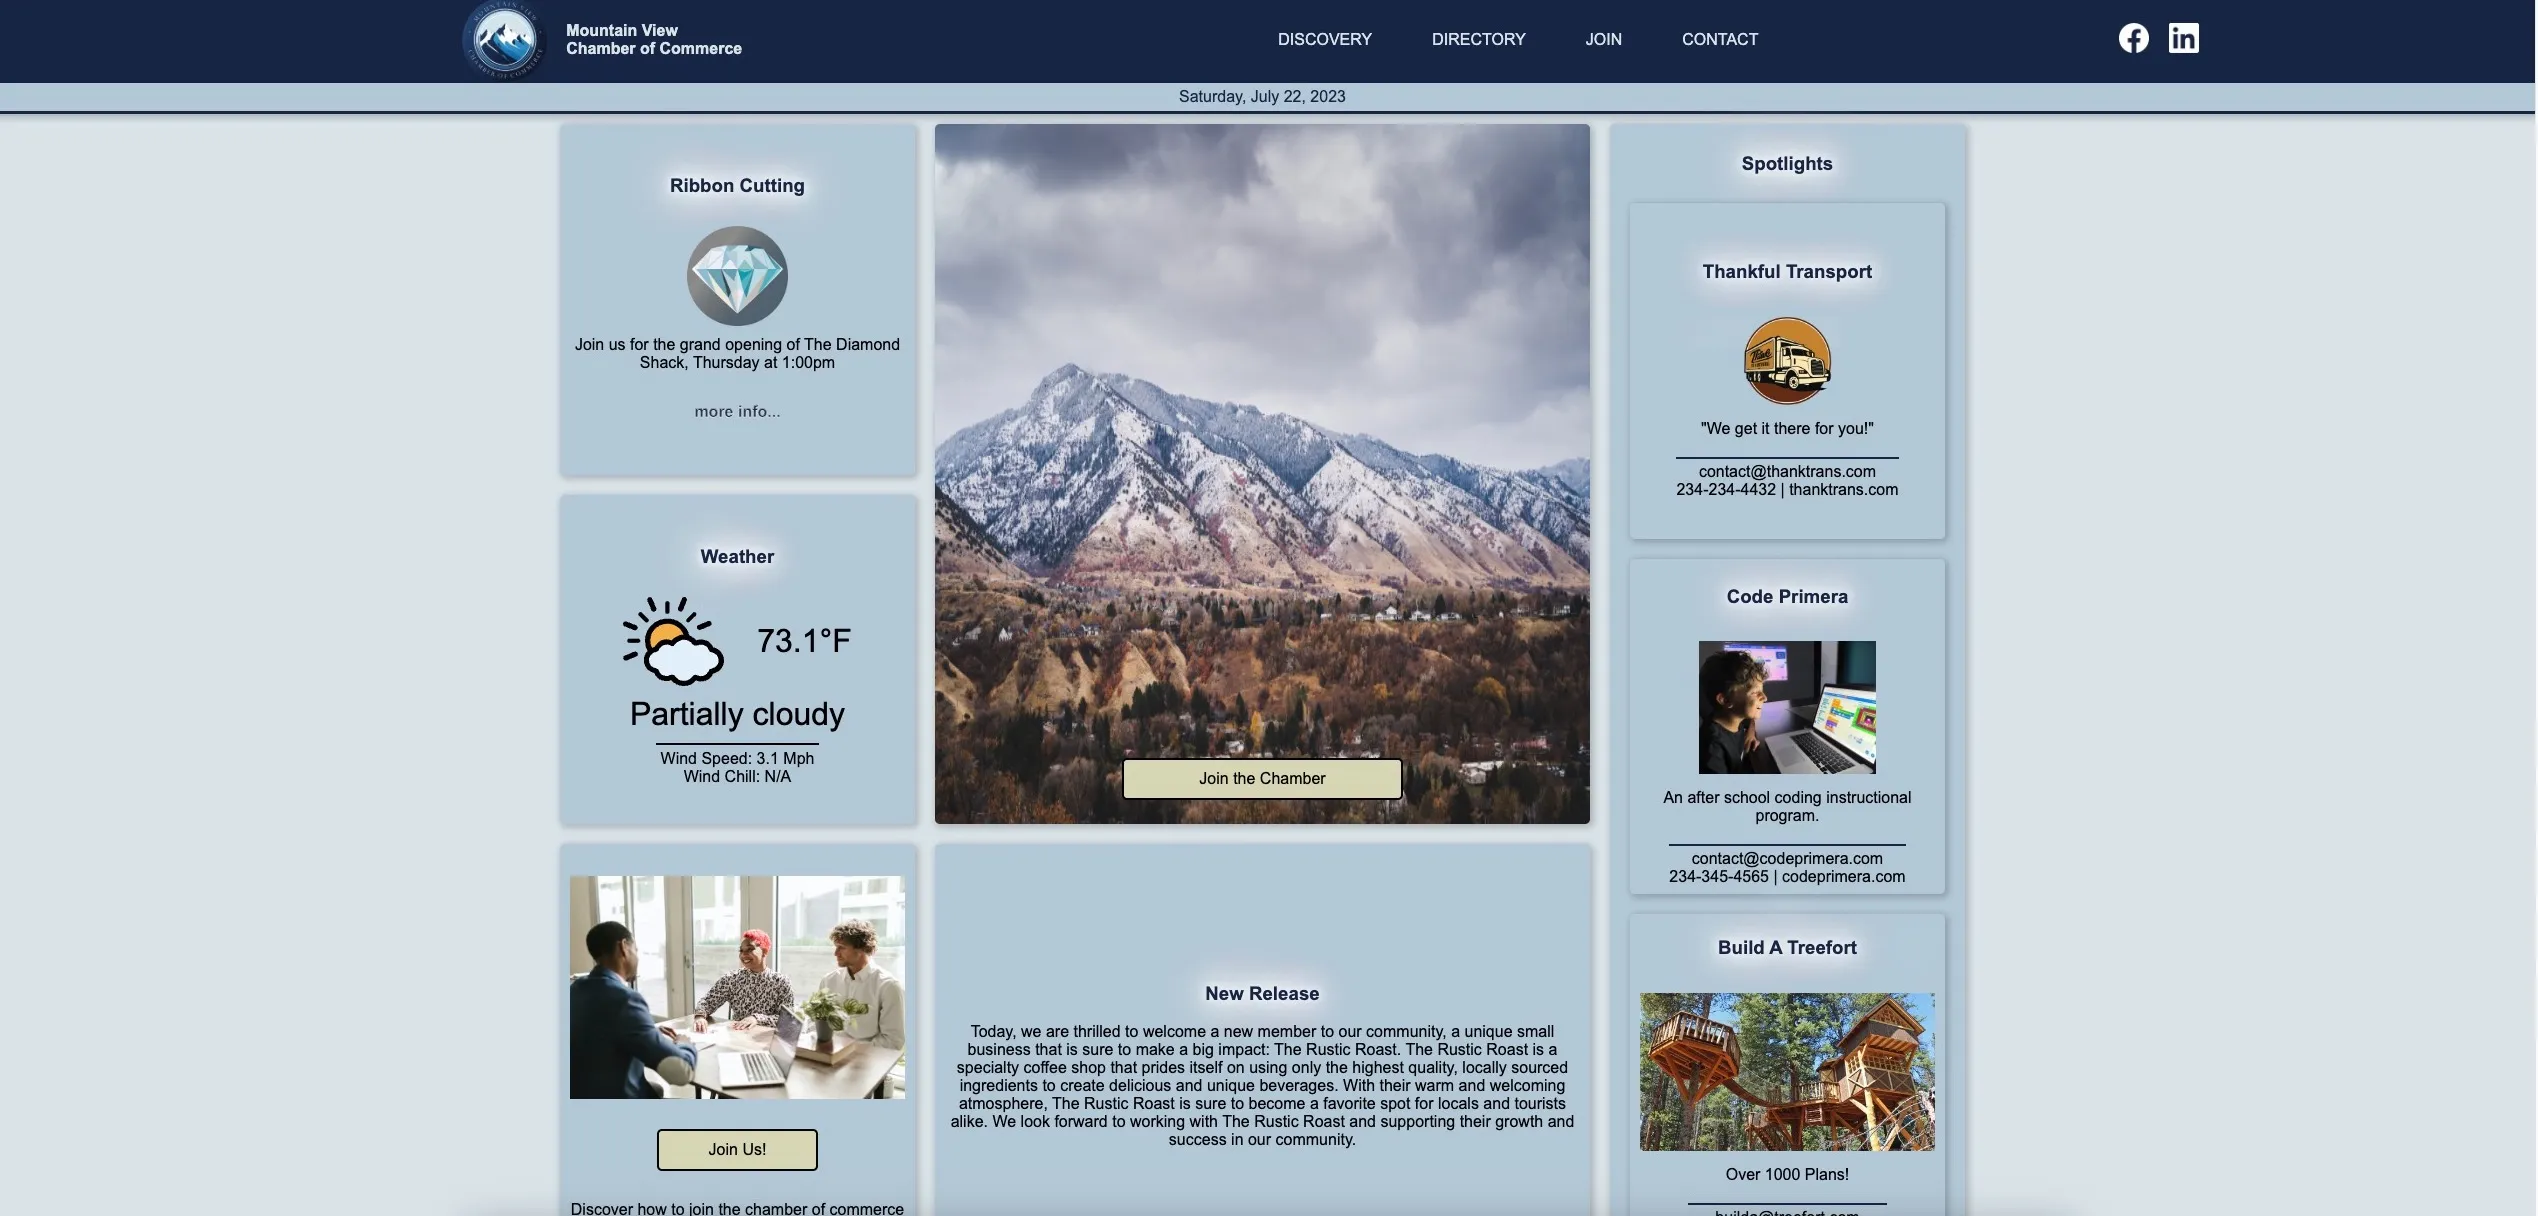 MOUNTAIN VIEW
CHAMBER OF COMMERCE
Mountain View
Chamber of Commerce
DISCOVERY
DIRECTORY
JOIN
CONTACT
Saturday, July 22, 2023
Ribbon Cutting
Join us for the grand opening of The Diamond
Shack, Thursday at 1:00pm
more info...
Weather
73.1°F
Partially cloudy
Wind Speed: 3.1 Mph
Wind Chill: N/A
Join Us!
Discover how to join the chamber of commerce
Join the Chamber
New Release
Today, we are thrilled to welcome a new member to our community, a unique small
business that is sure to make a big impact: The Rustic Roast. The Rustic Roast is a
specialty coffee shop that prides itself on using only the highest quality, locally sourced
ingredients to create delicious and unique beverages. With their warm and welcoming
atmosphere, The Rustic Roast is sure to become a favorite spot for locals and tourists
alike. We look forward to working with The Rustic Roast and supporting their growth and
success in our community.
Spotlights
Thankful Transport
"We get it there for you!"
contact@thanktrans.com
234-234-4432 | thanktrans.com
Code Primera
An after school coding instructional
program.
contact@codeprimera.com
234-345-4565 | codeprimera.com
Build A Treefort
Over 1000 Plans!